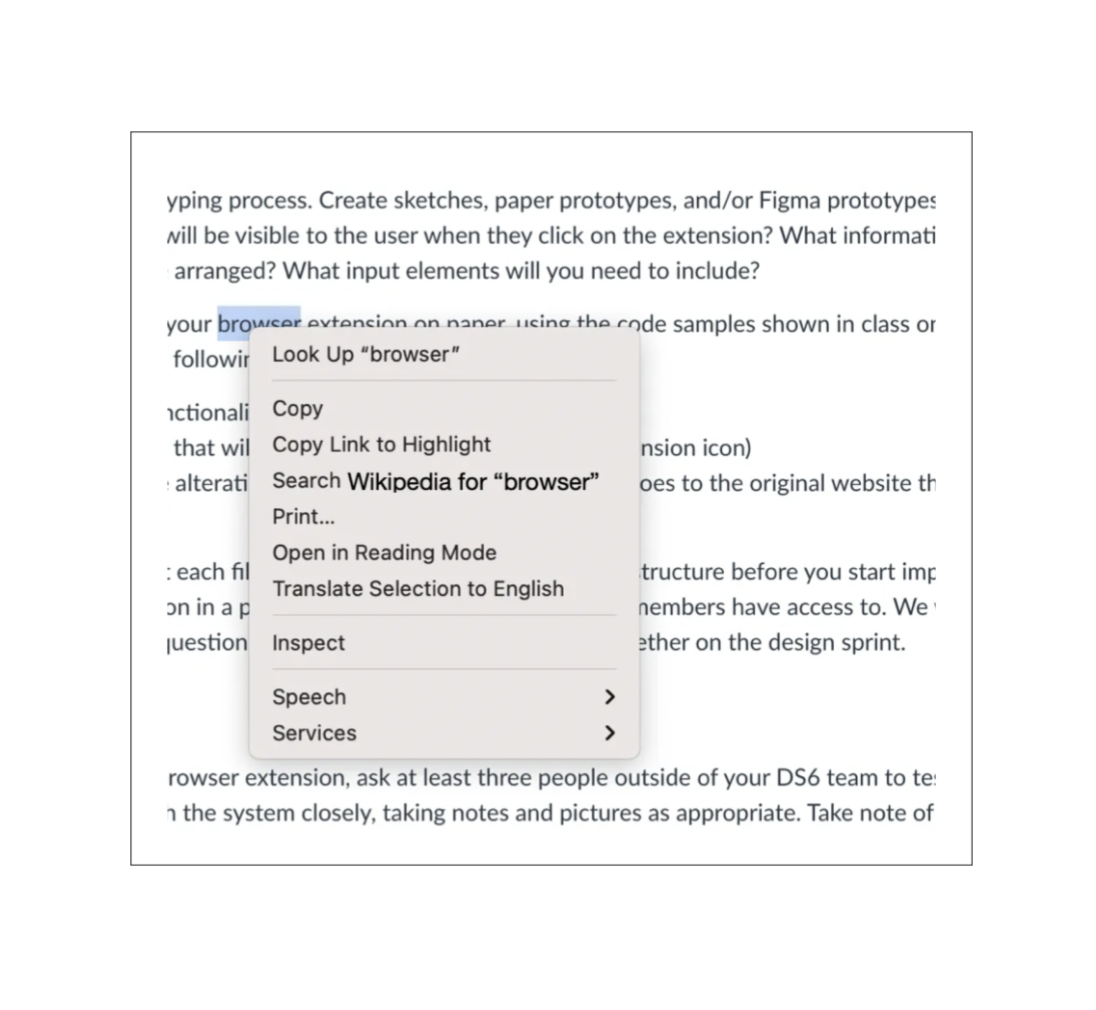 yping process. Create sketches, paper prototypes, and/or Figma prototypes
will be visible to the user when they click on the extension? What informati
arranged? What input elements will you need to include?
your browser extension on paper, using the code samples shown in class or
followin
Look Up “browser”
nctionali
Copy
that wil
Copy Link to Highlight
nsion icon)
alterati
Search Wikipedia for “browser”
oes to the original website th
Print...
Open in Reading Mode
: each fil
Translate Selection to English
tructure before you start imp
on in a p
members have access to. We
question
Inspect
ether on the design sprint.
Speech
Services
rowser extension, ask at least three people outside of your DS6 team to tes
n the system closely, taking notes and pictures as appropriate. Take note of